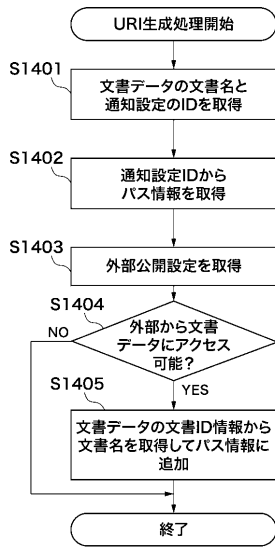 URI生成処理開始
S1401
文書データの文書名と
通知設定のIDを取得
S1402
通知設定IDから
パス情報を取得
S1403
外部公開設定を取得
S1404
外部から文書
データにアクセス
可能?
NO
YES
S1405
文書データの文書ID情報から
文書名を取得してパス情報に
追加
終了